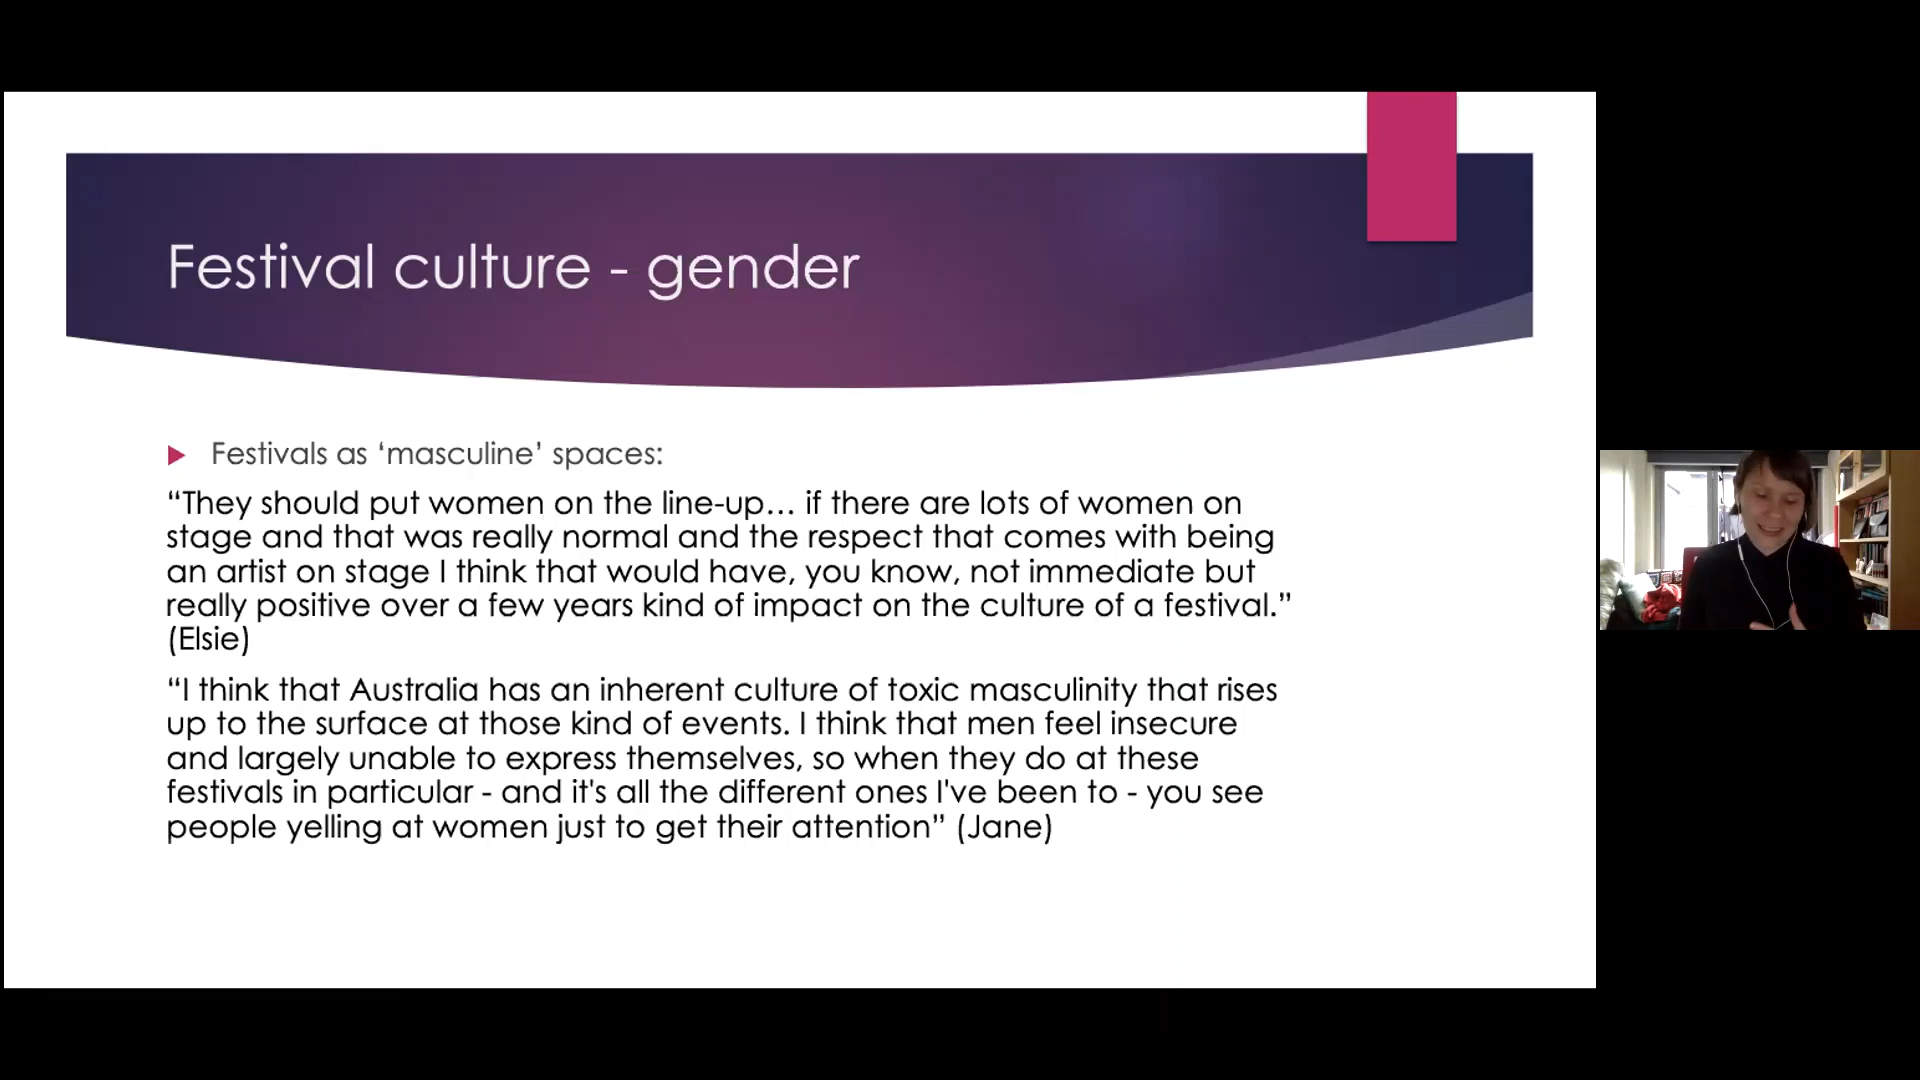 Festival culture - gender
Festivals as ‘masculine’ spaces:
“They should put women on the line-up… if there are lots of women on
stage and that was really normal and the respect that comes with being
an artist on stage I think that would have, you know, not immediate but
really positive over a few years kind of impact on the culture of a festival.”
(Elsie)
“I think that Australia has an inherent culture of toxic masculinity that rises
up to the surface at those kind of events. I think that men feel insecure
and largely unable to express themselves, so when they do at these
festivals in particular - and it's all the different ones I've been to - you see
people yelling at women just to get their attention” (Jane)